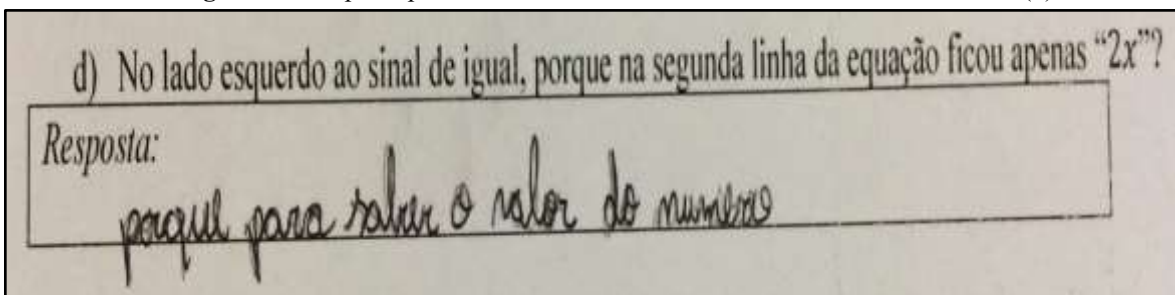 d) No lado esquerdo ao sinal de igual, porque na segunda linha da equação ficou apenas “2x”?
Resposta:
porque para saber o valor do numero